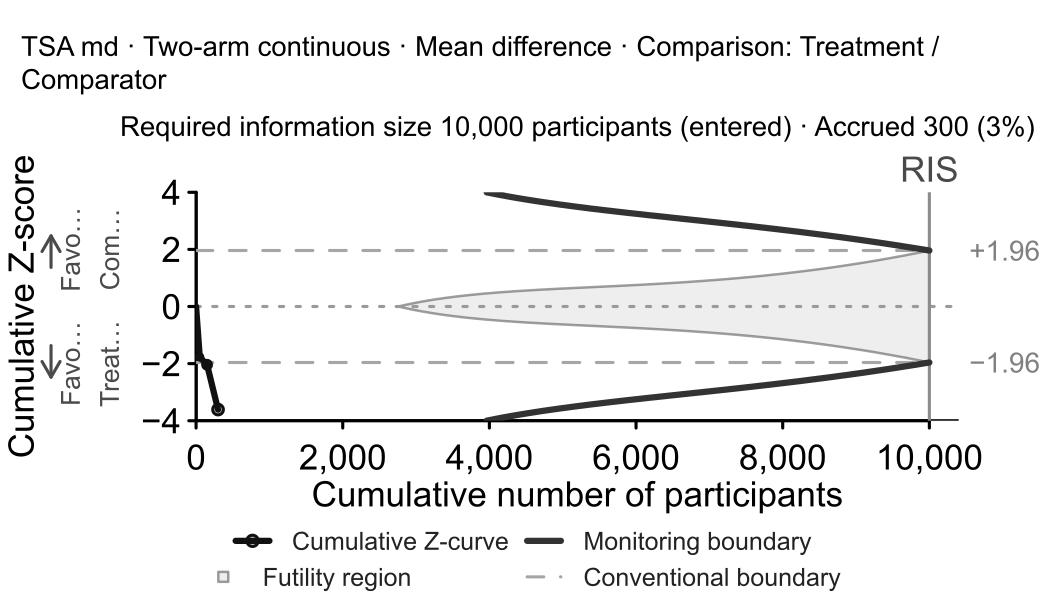 TSA md · Two-arm continuous · Mean difference · Comparison: Treatment /
Comparator
Required information size 10,000 participants (entered) · Accrued 300 (3%)
RIS
Cumulative Z-score
Favo…
Com…
Favo…
Treat…
4
2
0
−2
−4
+1.96
−1.96
0 2,000 4,000 6,000 8,000 10,000
Cumulative number of participants
Cumulative Z-curve Monitoring boundary
Futility region Conventional boundary